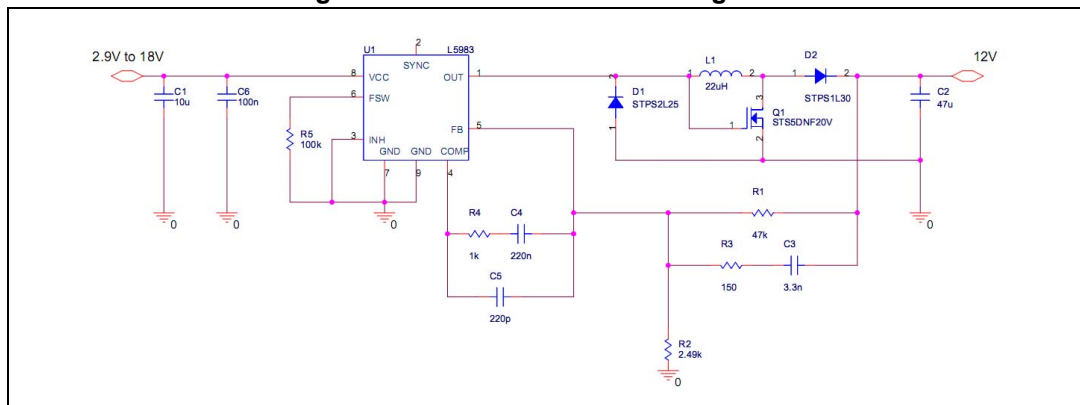 2.9V to 18V
C1
10u
C6
100n
0
0
R5
100k
U1
L5983
2
SYNC
8
VCC
OUT
1
6
FSW
3
INH
FB
5
GND
GND
COMP
7
9
4
0
R4
1k
C4
220n
C5
220p
2
D1
STPS2L25
1
1
L1
2
22uH
1
3
Q1
STS5DNF20V
2
1
D2
2
STPS1L30
12V
C2
47u
0
R1
47k
R3
150
C3
3.3n
R2
2.49k
0